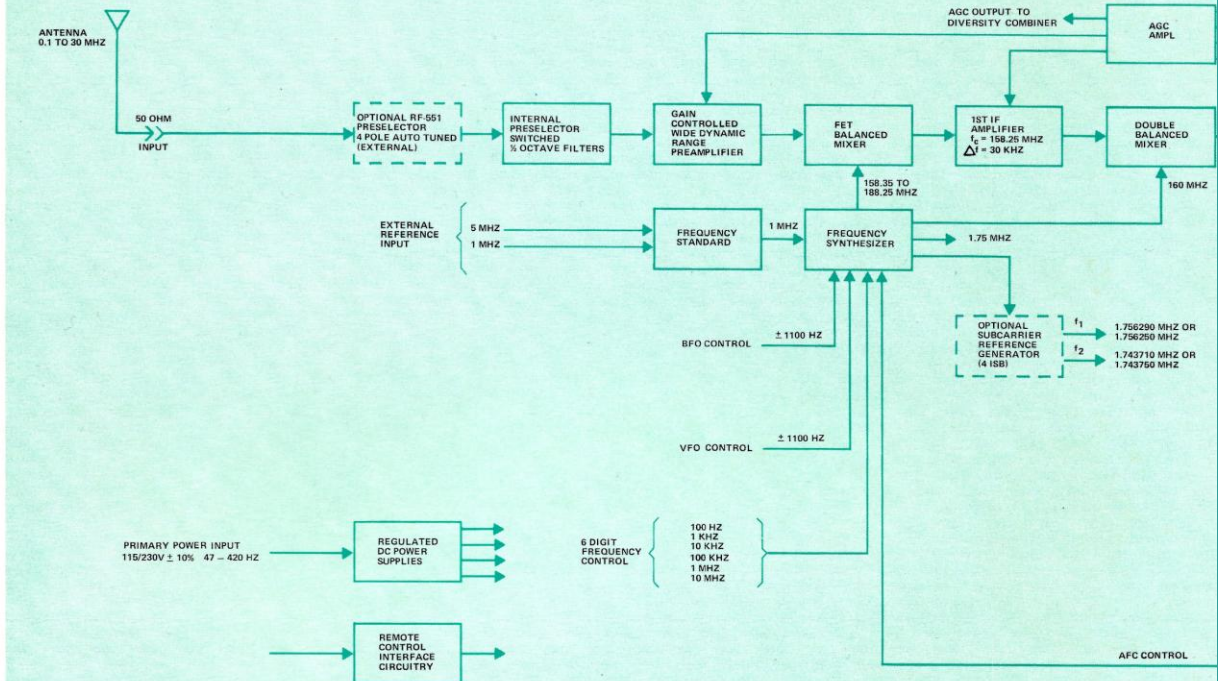 AGC OUTPUT TO
DIVERSITY COMBINER
AGC
AMPL
ANTENNA
0.1 TO 30 MHZ
50 OHM
INPUT
OPTIONAL RF-551
PRESELECTOR
4 POLE AUTO TUNED
(EXTERNAL)
INTERNAL
PRESELECTOR
SWITCHED
½ OCTAVE FILTERS
GAIN
CONTROLLED
WIDE DYNAMIC
RANGE
PREAMPLIFIER
FET
BALANCED
MIXER
1ST IF
AMPLIFIER
fc = 158.25 MHZ
△f = 30 KHZ
DOUBLE
BALANCED
MIXER
158.35 TO
188.25 MHZ
160 MHZ
EXTERNAL
REFERENCE
INPUT
5 MHZ
1 MHZ
FREQUENCY
STANDARD
1 MHZ
FREQUENCY
SYNTHESIZER
1.75 MHZ
OPTIONAL
SUBCARRIER
REFERENCE
GENERATOR
(4 ISB)
f1
1.756290 MHZ OR
1.756250 MHZ
f2
1.743710 MHZ OR
1.743750 MHZ
BFO CONTROL
± 1100 HZ
VFO CONTROL
± 1100 HZ
PRIMARY POWER INPUT
115/230V ± 10% 47 – 420 HZ
REGULATED
DC POWER
SUPPLIES
6 DIGIT
FREQUENCY
CONTROL
100 HZ
1 KHZ
10 KHZ
100 KHZ
1 MHZ
10 MHZ
REMOTE
CONTROL
INTERFACE
CIRCUITRY
AFC CONTROL